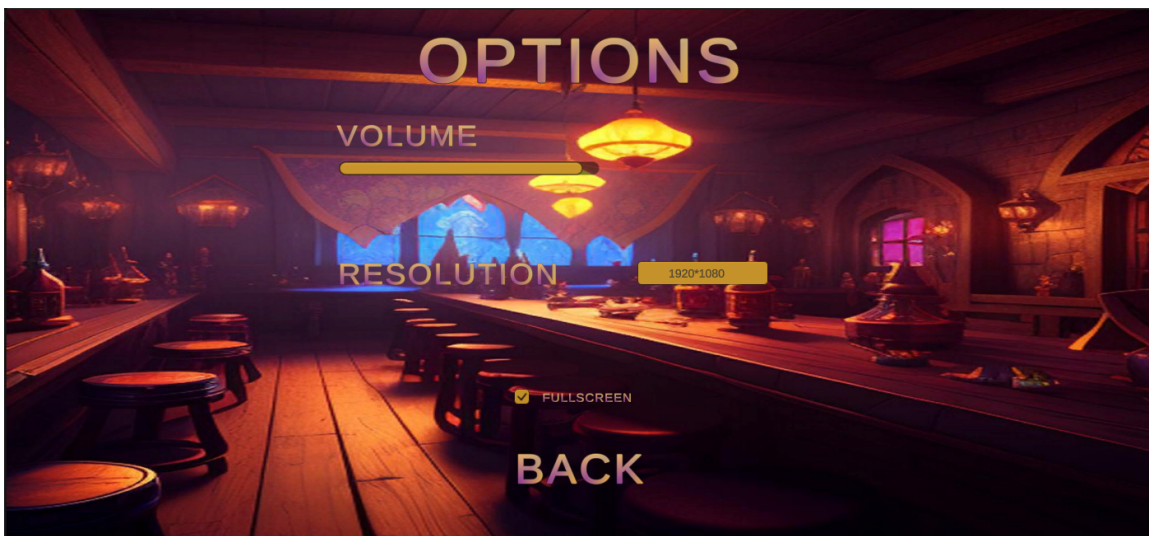 OPTIONS
VOLUME
RESOLUTION 1920*1080
FULLSCREEN
BACK